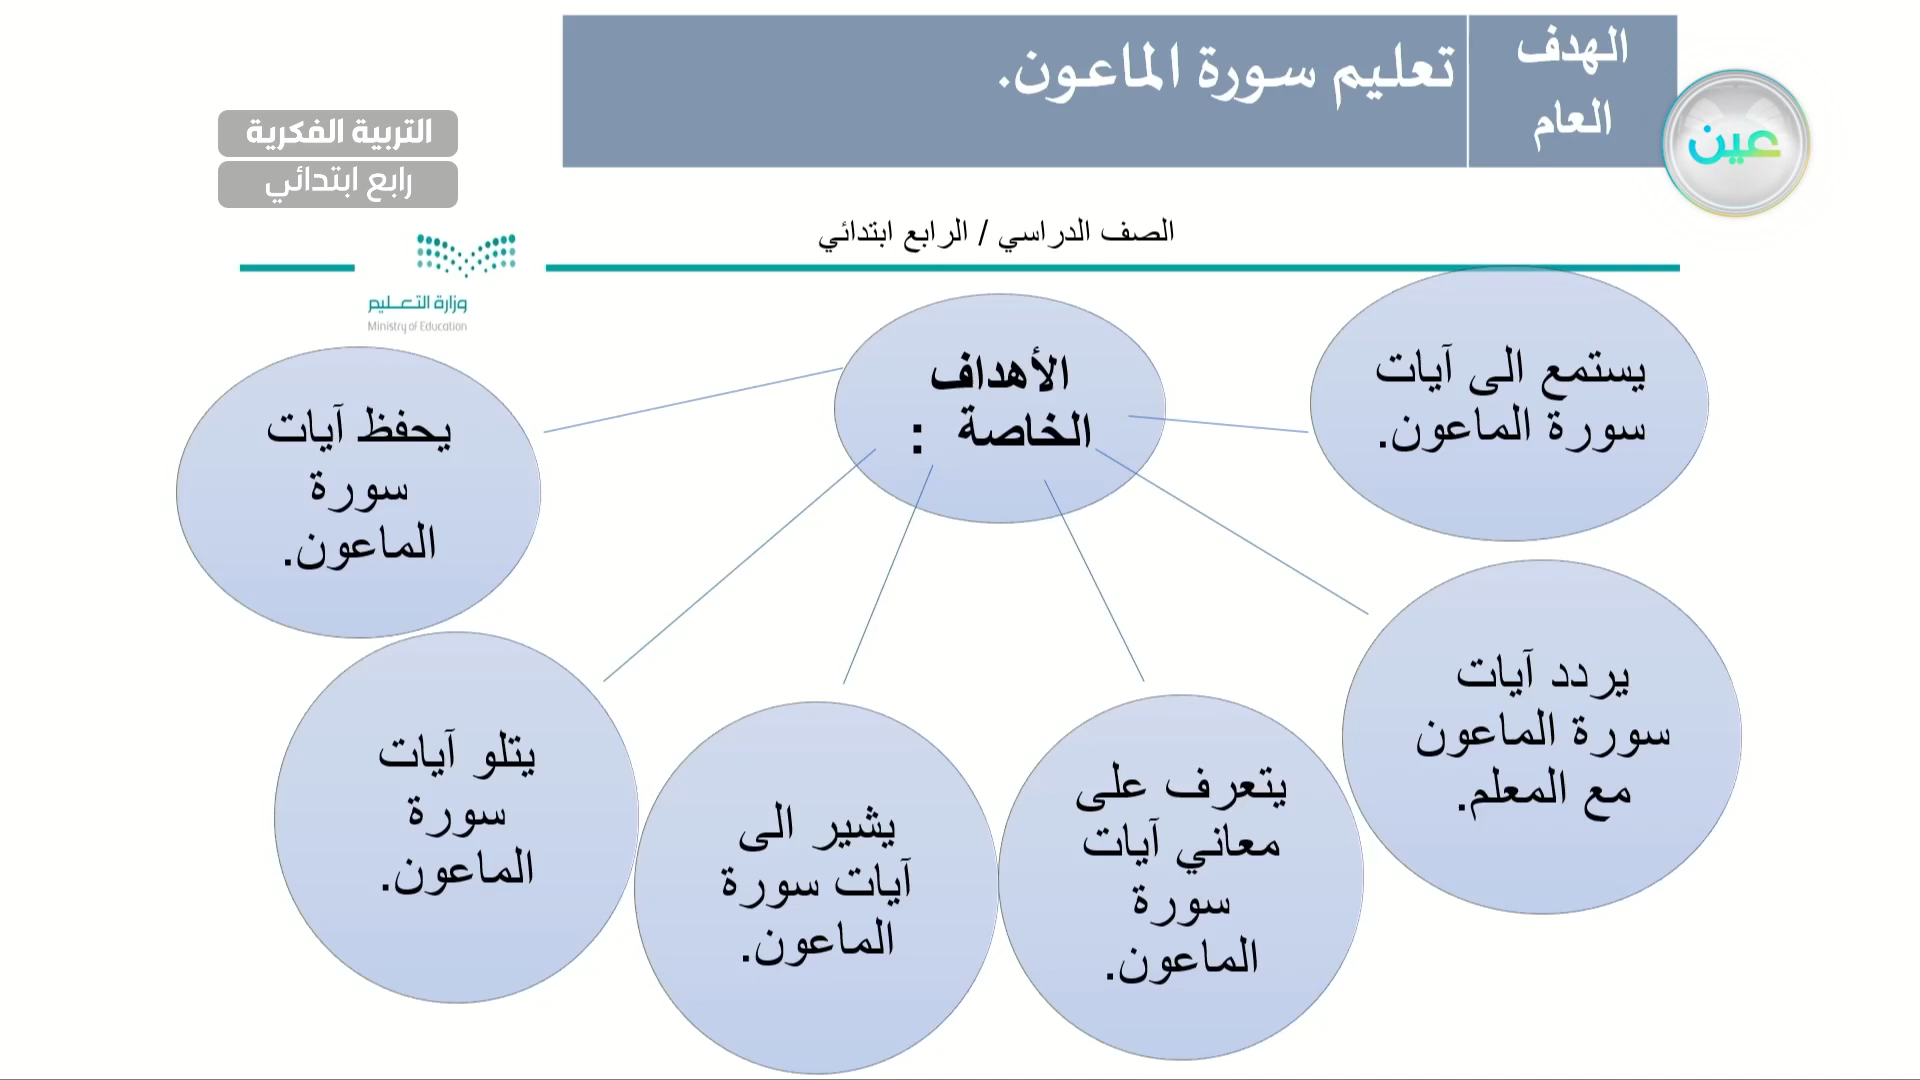 الهدف
العام
تعليم سورة الماعون.
عين
التربية الفكرية
رابع ابتدائي
الصف الدراسي / الرابع ابتدائي
وزارة التعـــليم
Ministry of Education
الأهداف
الخاصة :
يستمع الى آيات
سورة الماعون.
يردد آيات
سورة الماعون
مع المعلم.
يتعرف على
معاني آيات
سورة
الماعون.
يشير الى
آيات سورة
الماعون.
يتلو آيات
سورة
الماعون.
يحفظ آيات
سورة
الماعون.